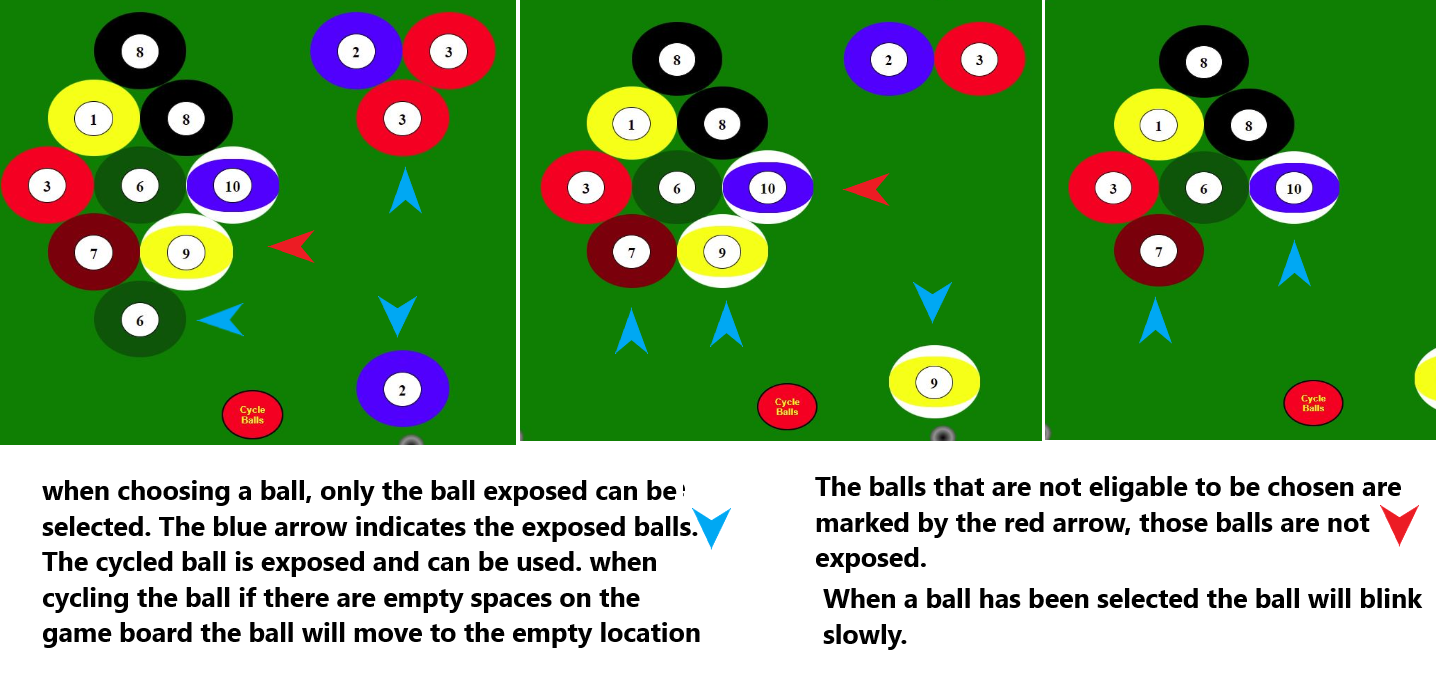 8
2
3
1
8
3
3
6
10
7
9
6
2
Cycle
Balls
8
2
3
1
8
3
6
10
7
9
9
Cycle
Balls
8
1
8
3
6
10
7
Cycle
Balls
when choosing a ball, only the ball exposed can be
selected. The blue arrow indicates the exposed balls.
The cycled ball is exposed and can be used. when
cycling the ball if there are empty spaces on the
game board the ball will move to the empty location
The balls that are not eligable to be chosen are
marked by the red arrow, those balls are not
exposed.
When a ball has been selected the ball will blink
slowly.